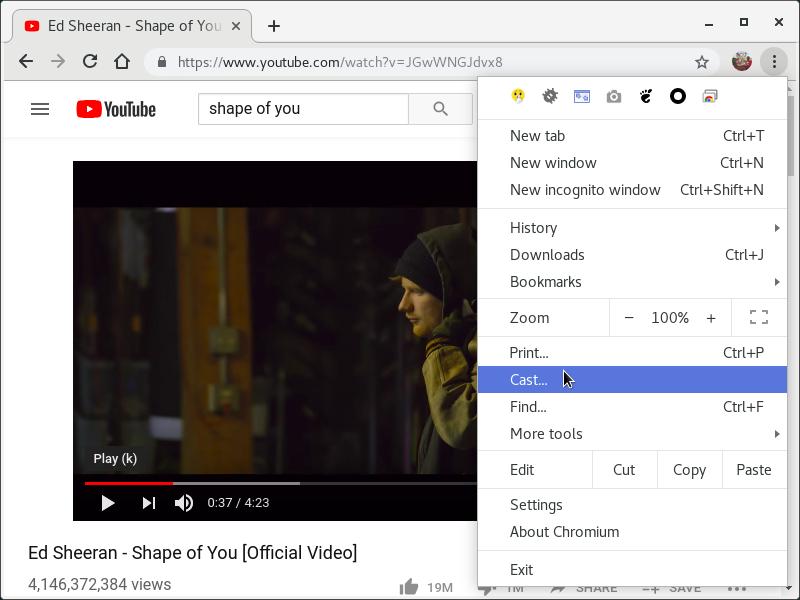 Ed Sheeran - Shape of You
https://www.youtube.com/watch?v=JGwWNGJdvx8
YouTube
shape of you
New tab Ctrl+T
New window Ctrl+N
New incognito window Ctrl+Shift+N
History
Downloads Ctrl+J
Bookmarks
Zoom − 100% +
Print... Ctrl+P
Cast...
Find... Ctrl+F
More tools
Edit Cut Copy Paste
Settings
About Chromium
Exit
Play (k)
0:37 / 4:23
Ed Sheeran - Shape of You [Official Video]
4,146,372,384 views
19M 1M SHARE SAVE